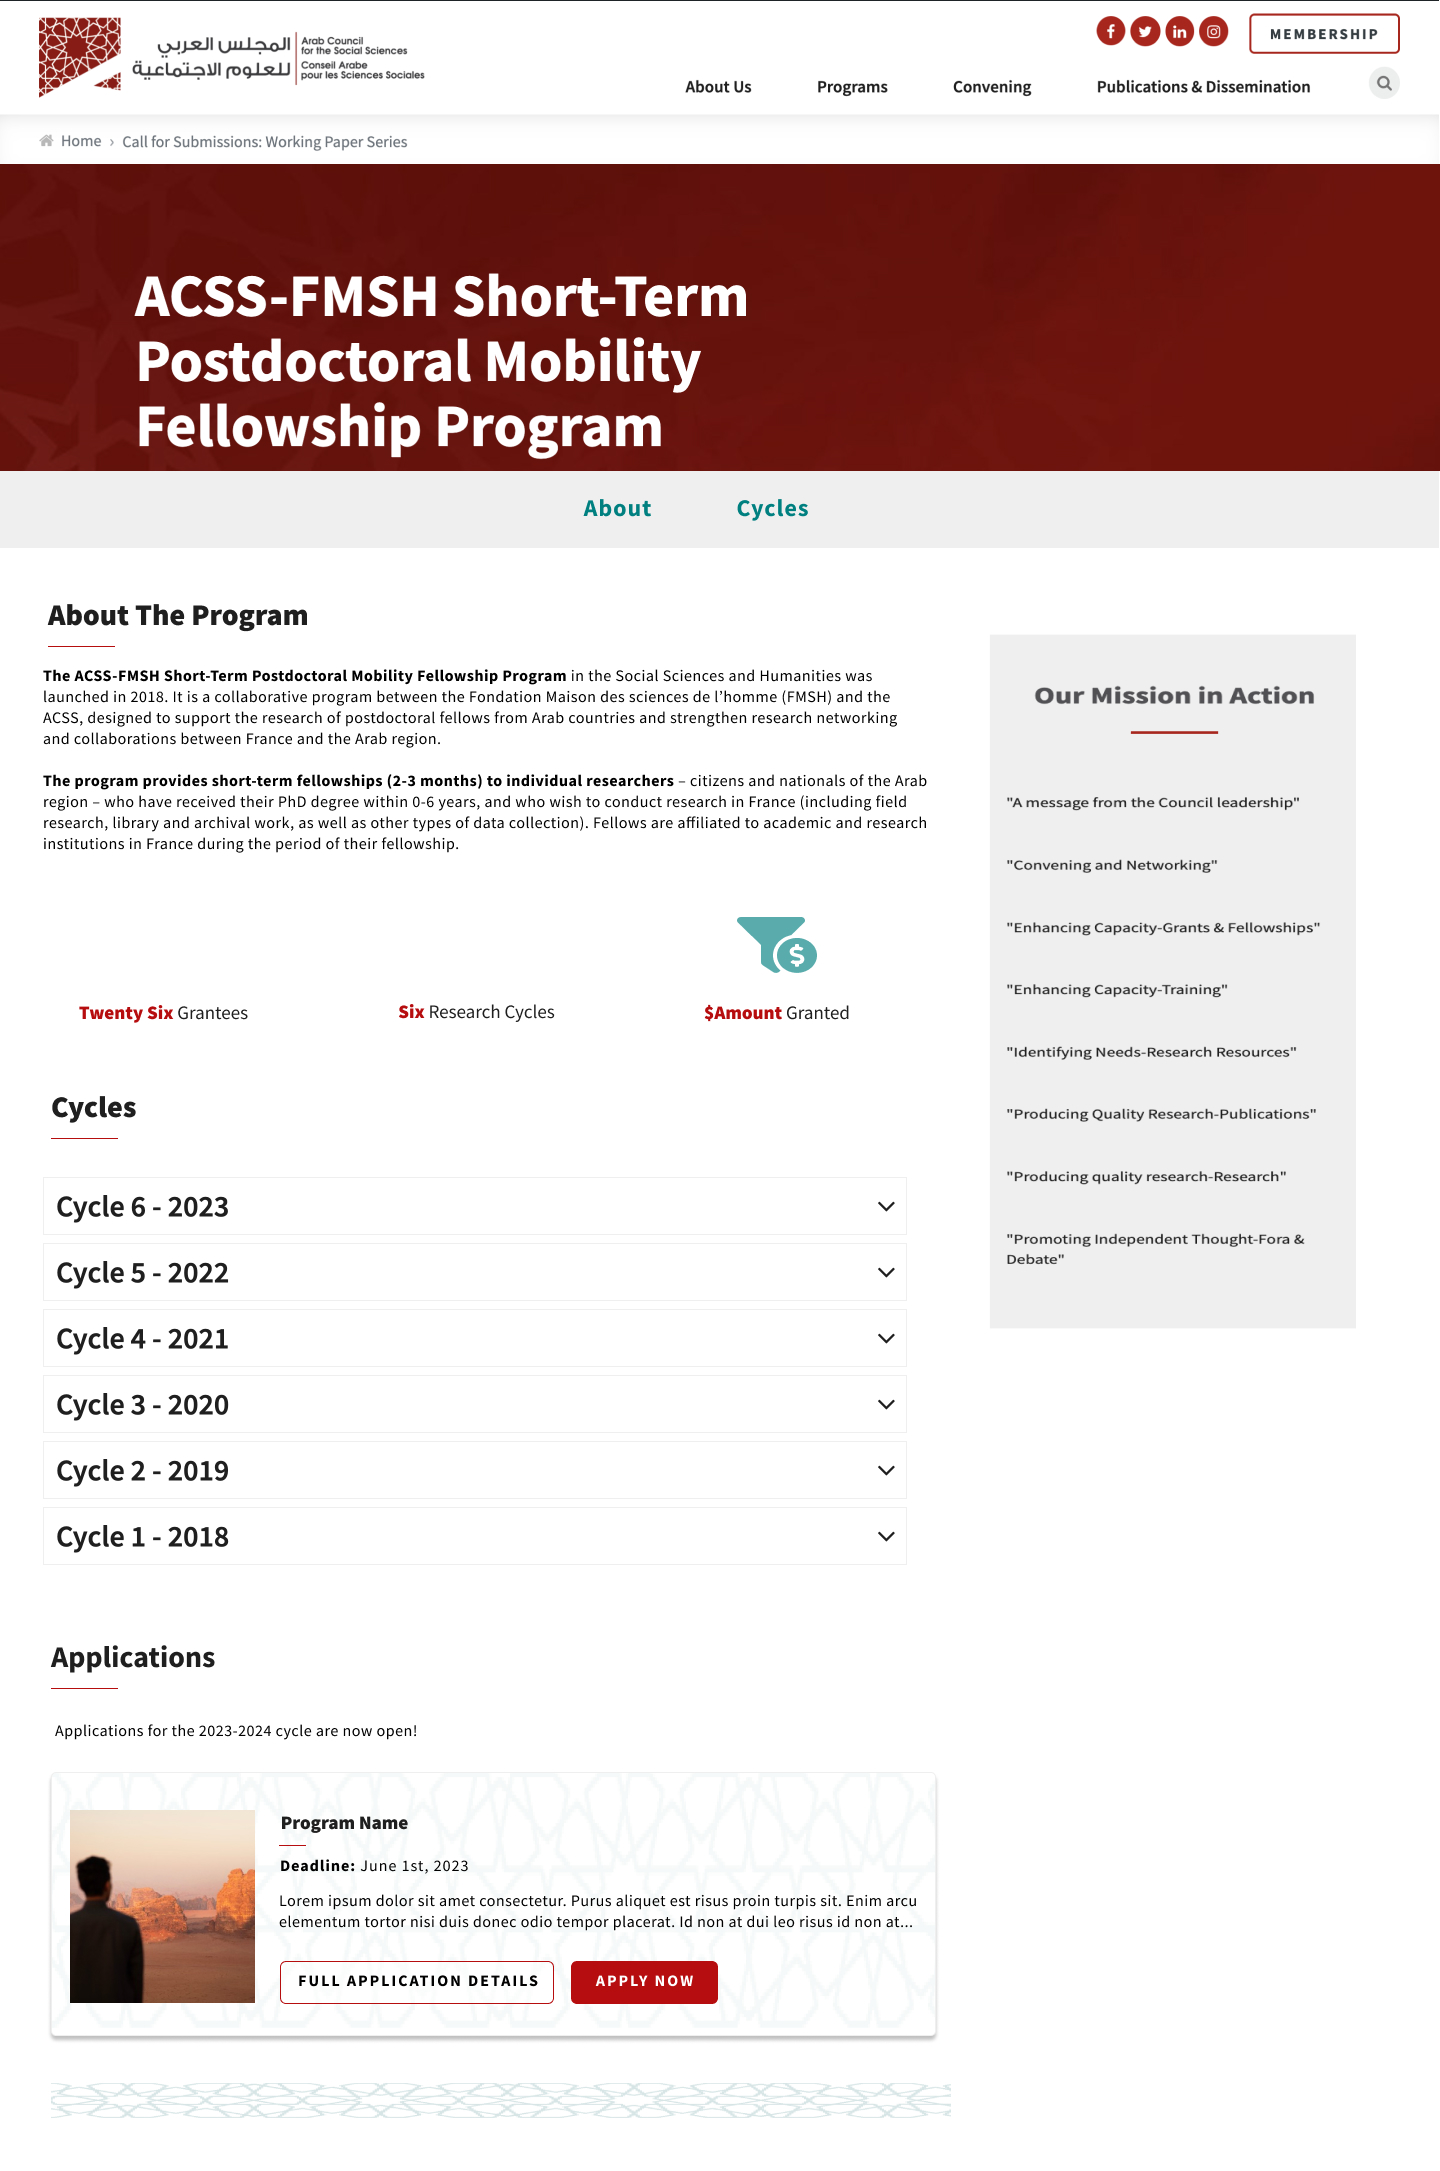 المجلس العربي
للعلوم الاجتماعية
Arab Council
for the Social Sciences
Conseil Arabe
pour les Sciences Sociales
MEMBERSHIP
About Us
Programs
Convening
Publications & Dissemination
Home › Call for Submissions: Working Paper Series
ACSS-FMSH Short-Term
Postdoctoral Mobility
Fellowship Program
About
Cycles
About The Program
The ACSS-FMSH Short-Term Postdoctoral Mobility Fellowship Program in the Social Sciences and Humanities was
launched in 2018. It is a collaborative program between the Fondation Maison des sciences de l’homme (FMSH) and the
ACSS, designed to support the research of postdoctoral fellows from Arab countries and strengthen research networking
and collaborations between France and the Arab region.
The program provides short-term fellowships (2-3 months) to individual researchers – citizens and nationals of the Arab
region – who have received their PhD degree within 0-6 years, and who wish to conduct research in France (including field
research, library and archival work, as well as other types of data collection). Fellows are affiliated to academic and research
institutions in France during the period of their fellowship.
$
Twenty Six Grantees
Six Research Cycles
$Amount Granted
Cycles
Cycle 6 - 2023
Cycle 5 - 2022
Cycle 4 - 2021
Cycle 3 - 2020
Cycle 2 - 2019
Cycle 1 - 2018
Applications
Applications for the 2023-2024 cycle are now open!
Program Name
Deadline: June 1st, 2023
Lorem ipsum dolor sit amet consectetur. Purus aliquet est risus proin turpis sit. Enim arcu
elementum tortor nisi duis donec odio tempor placerat. Id non at dui leo risus id non at...
FULL APPLICATION DETAILS
APPLY NOW
Our Mission in Action
"A message from the Council leadership"
"Convening and Networking"
"Enhancing Capacity-Grants & Fellowships"
"Enhancing Capacity-Training"
"Identifying Needs-Research Resources"
"Producing Quality Research-Publications"
"Producing quality research-Research"
"Promoting Independent Thought-Fora &
Debate"